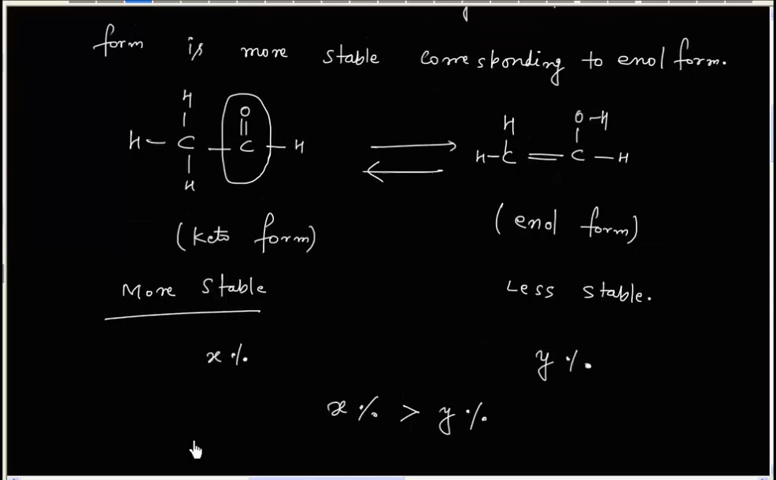 form is more stable corresponding to enol form.
H H O-H
O
H-C-C-H H-C=C-H
H
(keto form) (enol form)
More stable Less stable.
x% y%
x% > y%